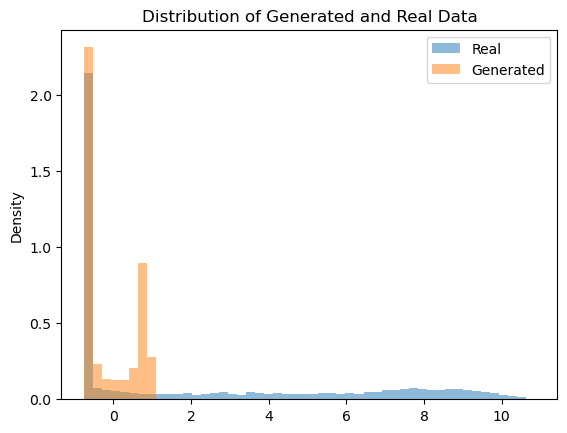 Distribution of Generated and Real Data
Real
Generated
Density
2.0
1.5
1.0
0.5
0.0
0 2 4 6 8 10